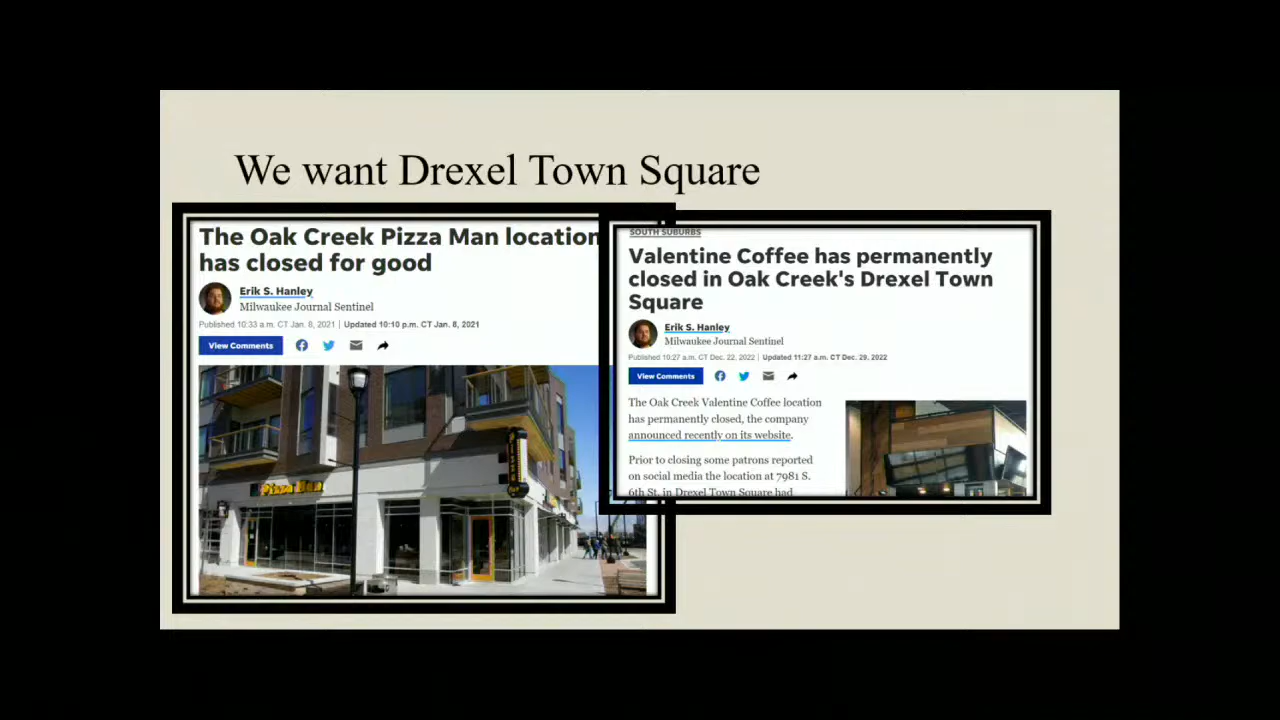 We want Drexel Town Square
The Oak Creek Pizza Man location
has closed for good
Erik S. Hanley
Milwaukee Journal Sentinel
Published 10:33 a.m. CT Jan. 8, 2021 | Updated 10:10 p.m. CT Jan. 8, 2021
View Comments
Pizza Man
SOUTH SUBURBS
Valentine Coffee has permanently
closed in Oak Creek's Drexel Town
Square
Erik S. Hanley
Milwaukee Journal Sentinel
Published 10:27 a.m. CT Dec. 22, 2022 | Updated 11:27 a.m. CT Dec. 29, 2022
View Comments
The Oak Creek Valentine Coffee location
has permanently closed, the company
announced recently on its website.
Prior to closing some patrons reported
on social media the location at 7981 S.
6th St. in Drexel Town Square had